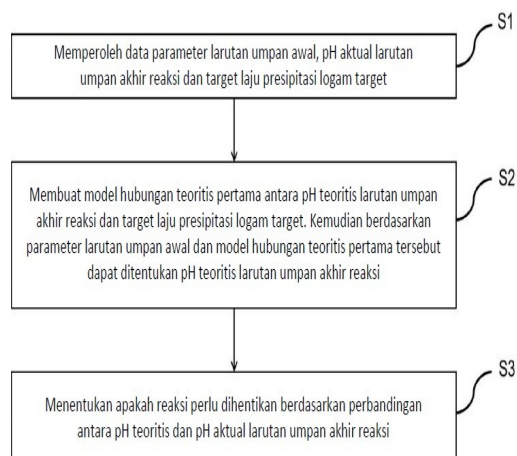 S1
Memperoleh data parameter larutan umpan awal, pH aktual larutan
umpan akhir reaksi dan target laju presipitasi logam target
S2
Membuat model hubungan teoritis pertama antara pH teoritis larutan umpan
akhir reaksi dan target laju presipitasi logam target. Kemudian berdasarkan
parameter larutan umpan awal dan model hubungan teoritis pertama tersebut
dapat ditentukan pH teoritis larutan umpan akhir reaksi
S3
Menentukan apakah reaksi perlu dihentikan berdasarkan perbandingan
antara pH teoritis dan pH aktual larutan umpan akhir reaksi